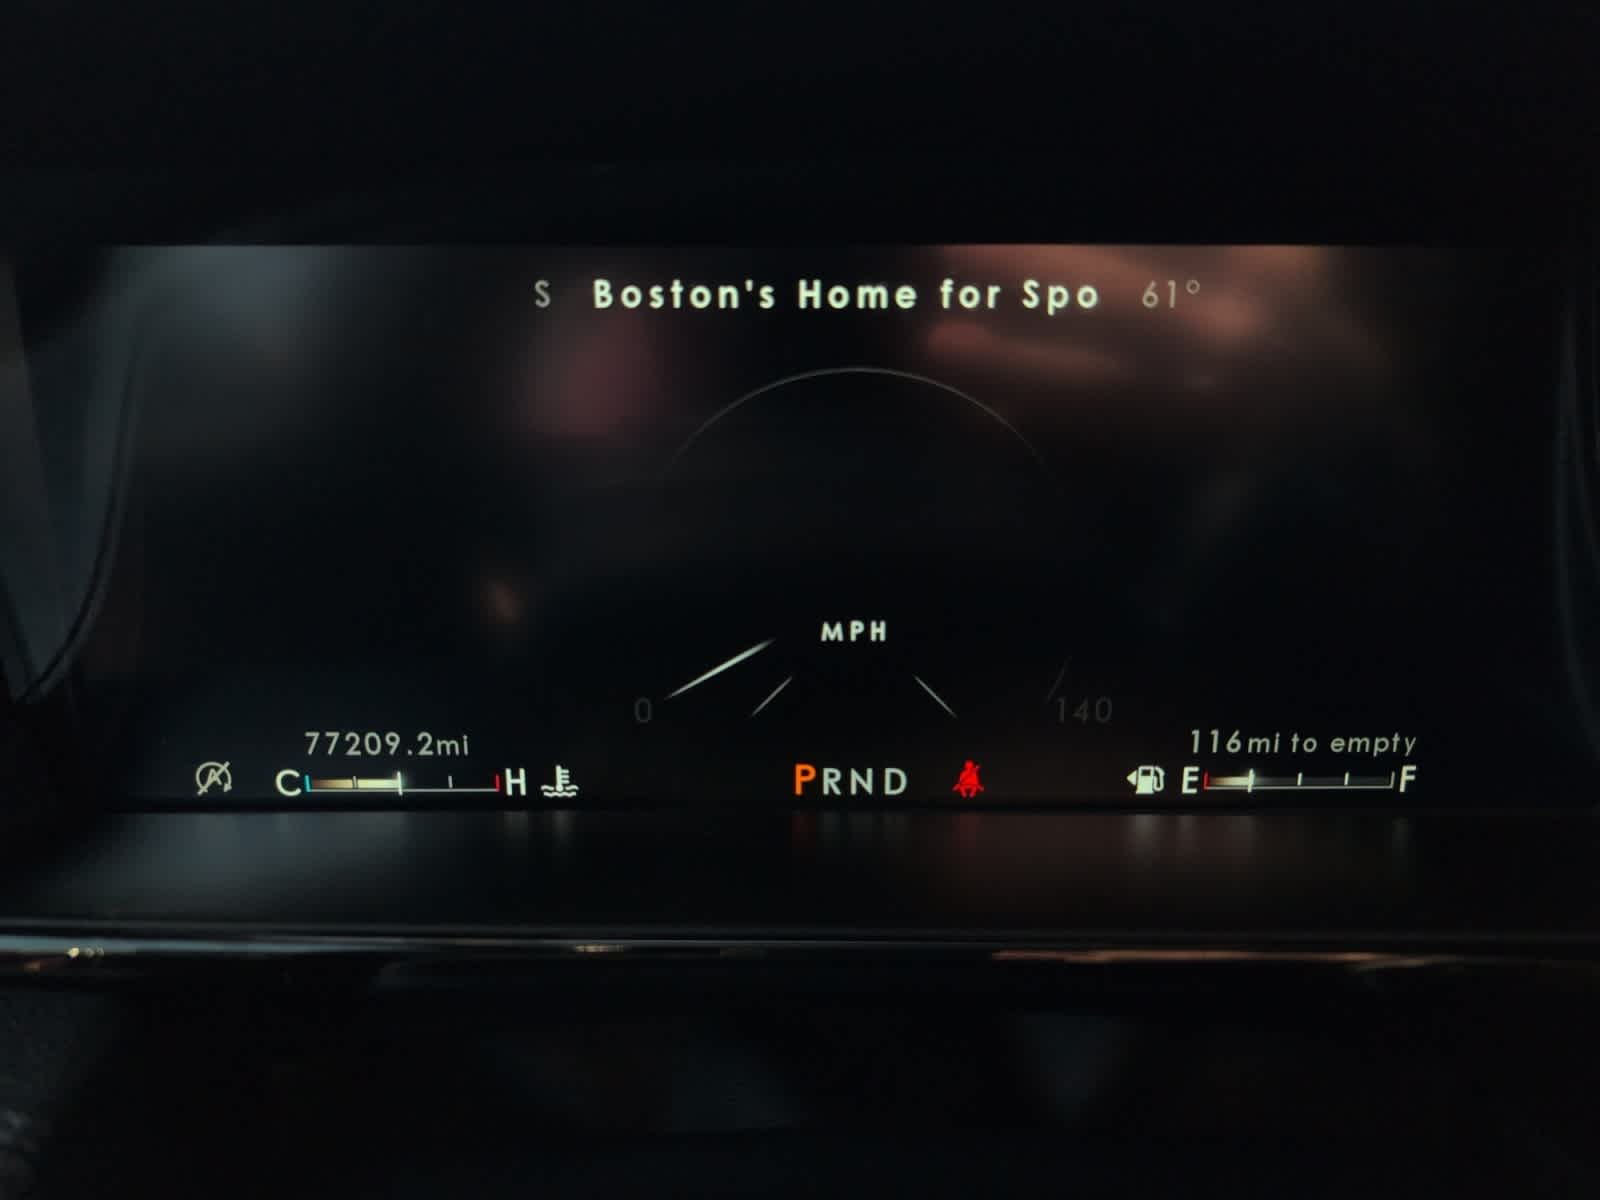 S Boston's Home for Spo 61°
MPH
0 140
77209.2mi 116mi to empty
C H PRND E F